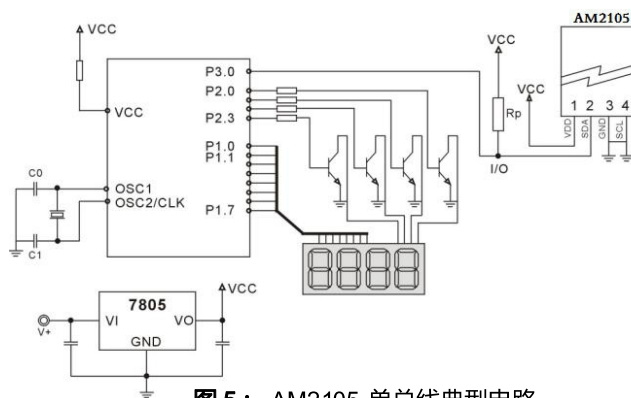 AM2105
VCC
VCC
VCC
P3.0
P2.0
P2.3
Rp
1 2 3 4
VDD
SDA
GND
SCL
VCC
P1.0
P1.1
I/O
C0
OSC1
OSC2/CLK
P1.7
C1
8888
VCC
7805
V+
VI
VO
GND
图 5： AM2105 单总线典型电路